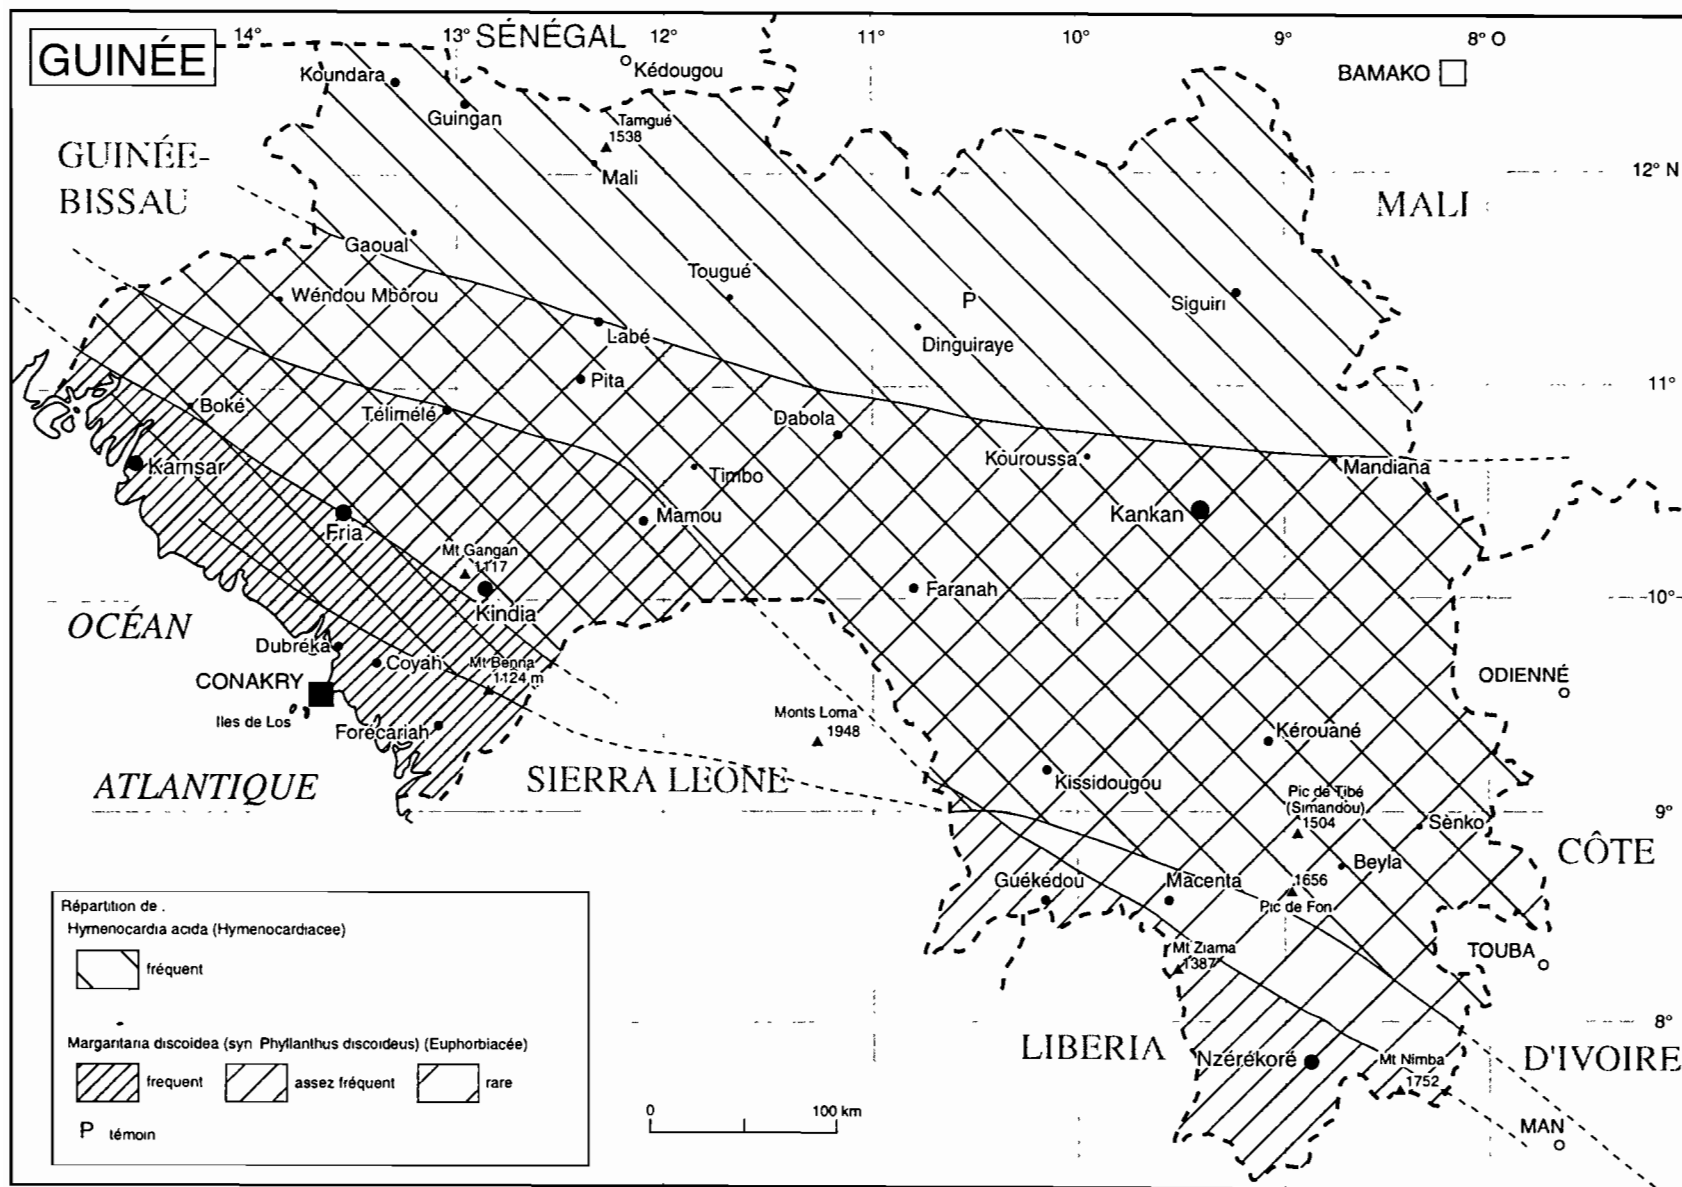 GUINÉE
14°
13°
SÉNÉGAL
12°
11°
10°
9°
8° O
Koundara
Kédougou
BAMAKO
Guingan
Tamgué
1538
GUINÉE-
BISSAU
Mali
12° N
MALI
Gaoual
Tougué
P
Wéndou Mbôrou
Siguiri
Labé
Dinguiraye
Pita
11°
Boké
Télimélé
Dabola
Kouroussa
Mandiana
Kamsar
Timbo
Kankan
Mamou
Fria
Mt Gangan
1117
Faranah
Kindia
10°
OCÉAN
Dubréka
Coyah
Mt Benna
1124 m
CONAKRY
ODIENNÉ
Iles de Los
Forécariah
Monts Loma
1948
Kérouané
ATLANTIQUE
SIERRA LEONE
Kissidougou
Pic de Tibé
(Simandou)
1504
9°
Sènko
CÔTE
Beyla
Guékédou
Macenta
1656
Pic de Fon
Mt Ziama
1387
TOUBA
8°
LIBERIA
Nzérékoré
Mt Nimba
1752
D'IVOIRE
MAN
0
100 km
Répartition de .
Hymenocardia acida (Hymenocardiacee)
fréquent
Margaritaria discoidea (syn Phyllanthus discoideus) (Euphorbiacée)
frequent
assez fréquent
rare
P témoin